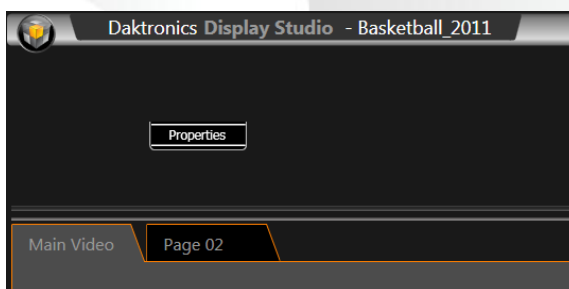 Daktronics Display Studio - Basketball_2011
Properties
Main Video Page 02